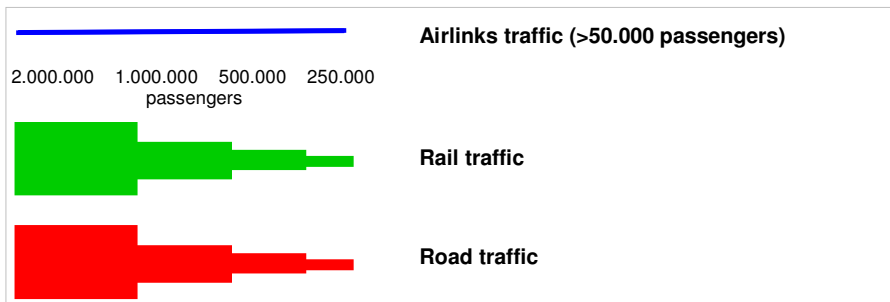 Airlinks traffic (>50.000 passengers)
2.000.000 1.000.000 500.000 250.000
passengers
Rail traffic
Road traffic